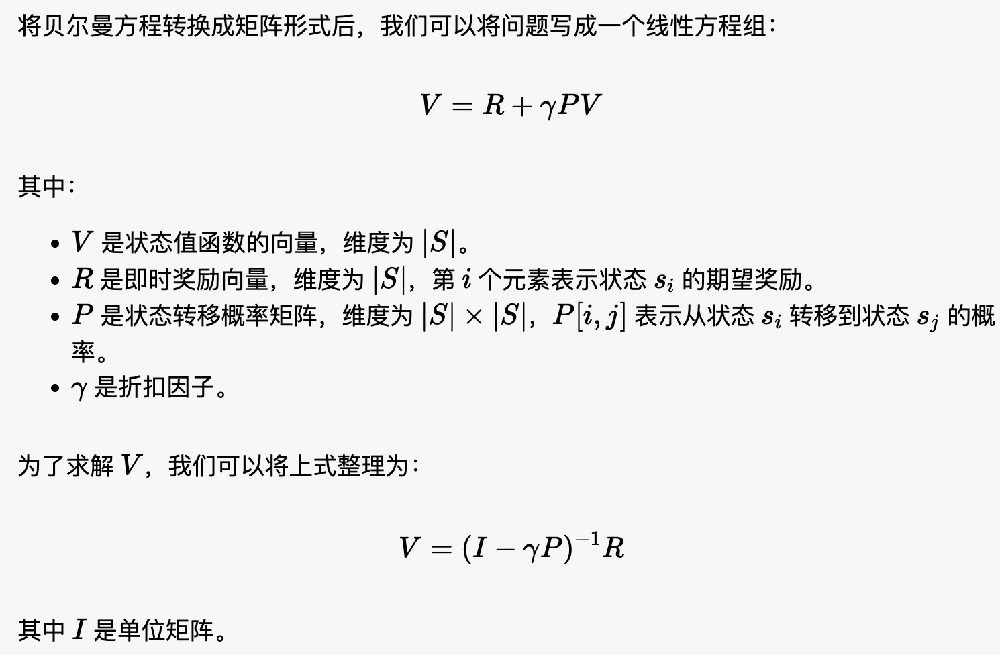 将贝尔曼方程转换成矩阵形式后，我们可以将问题写成一个线性方程组：
V = R + γPV
其中：
• V 是状态值函数的向量，维度为 |S|。
• R 是即时奖励向量，维度为 |S|，第 i 个元素表示状态 s_i 的期望奖励。
• P 是状态转移概率矩阵，维度为 |S| × |S|，P[i, j] 表示从状态 s_i 转移到状态 s_j 的概
率。
• γ 是折扣因子。
为了求解 V，我们可以将上式整理为：
V = (I − γP)^{−1}R
其中 I 是单位矩阵。